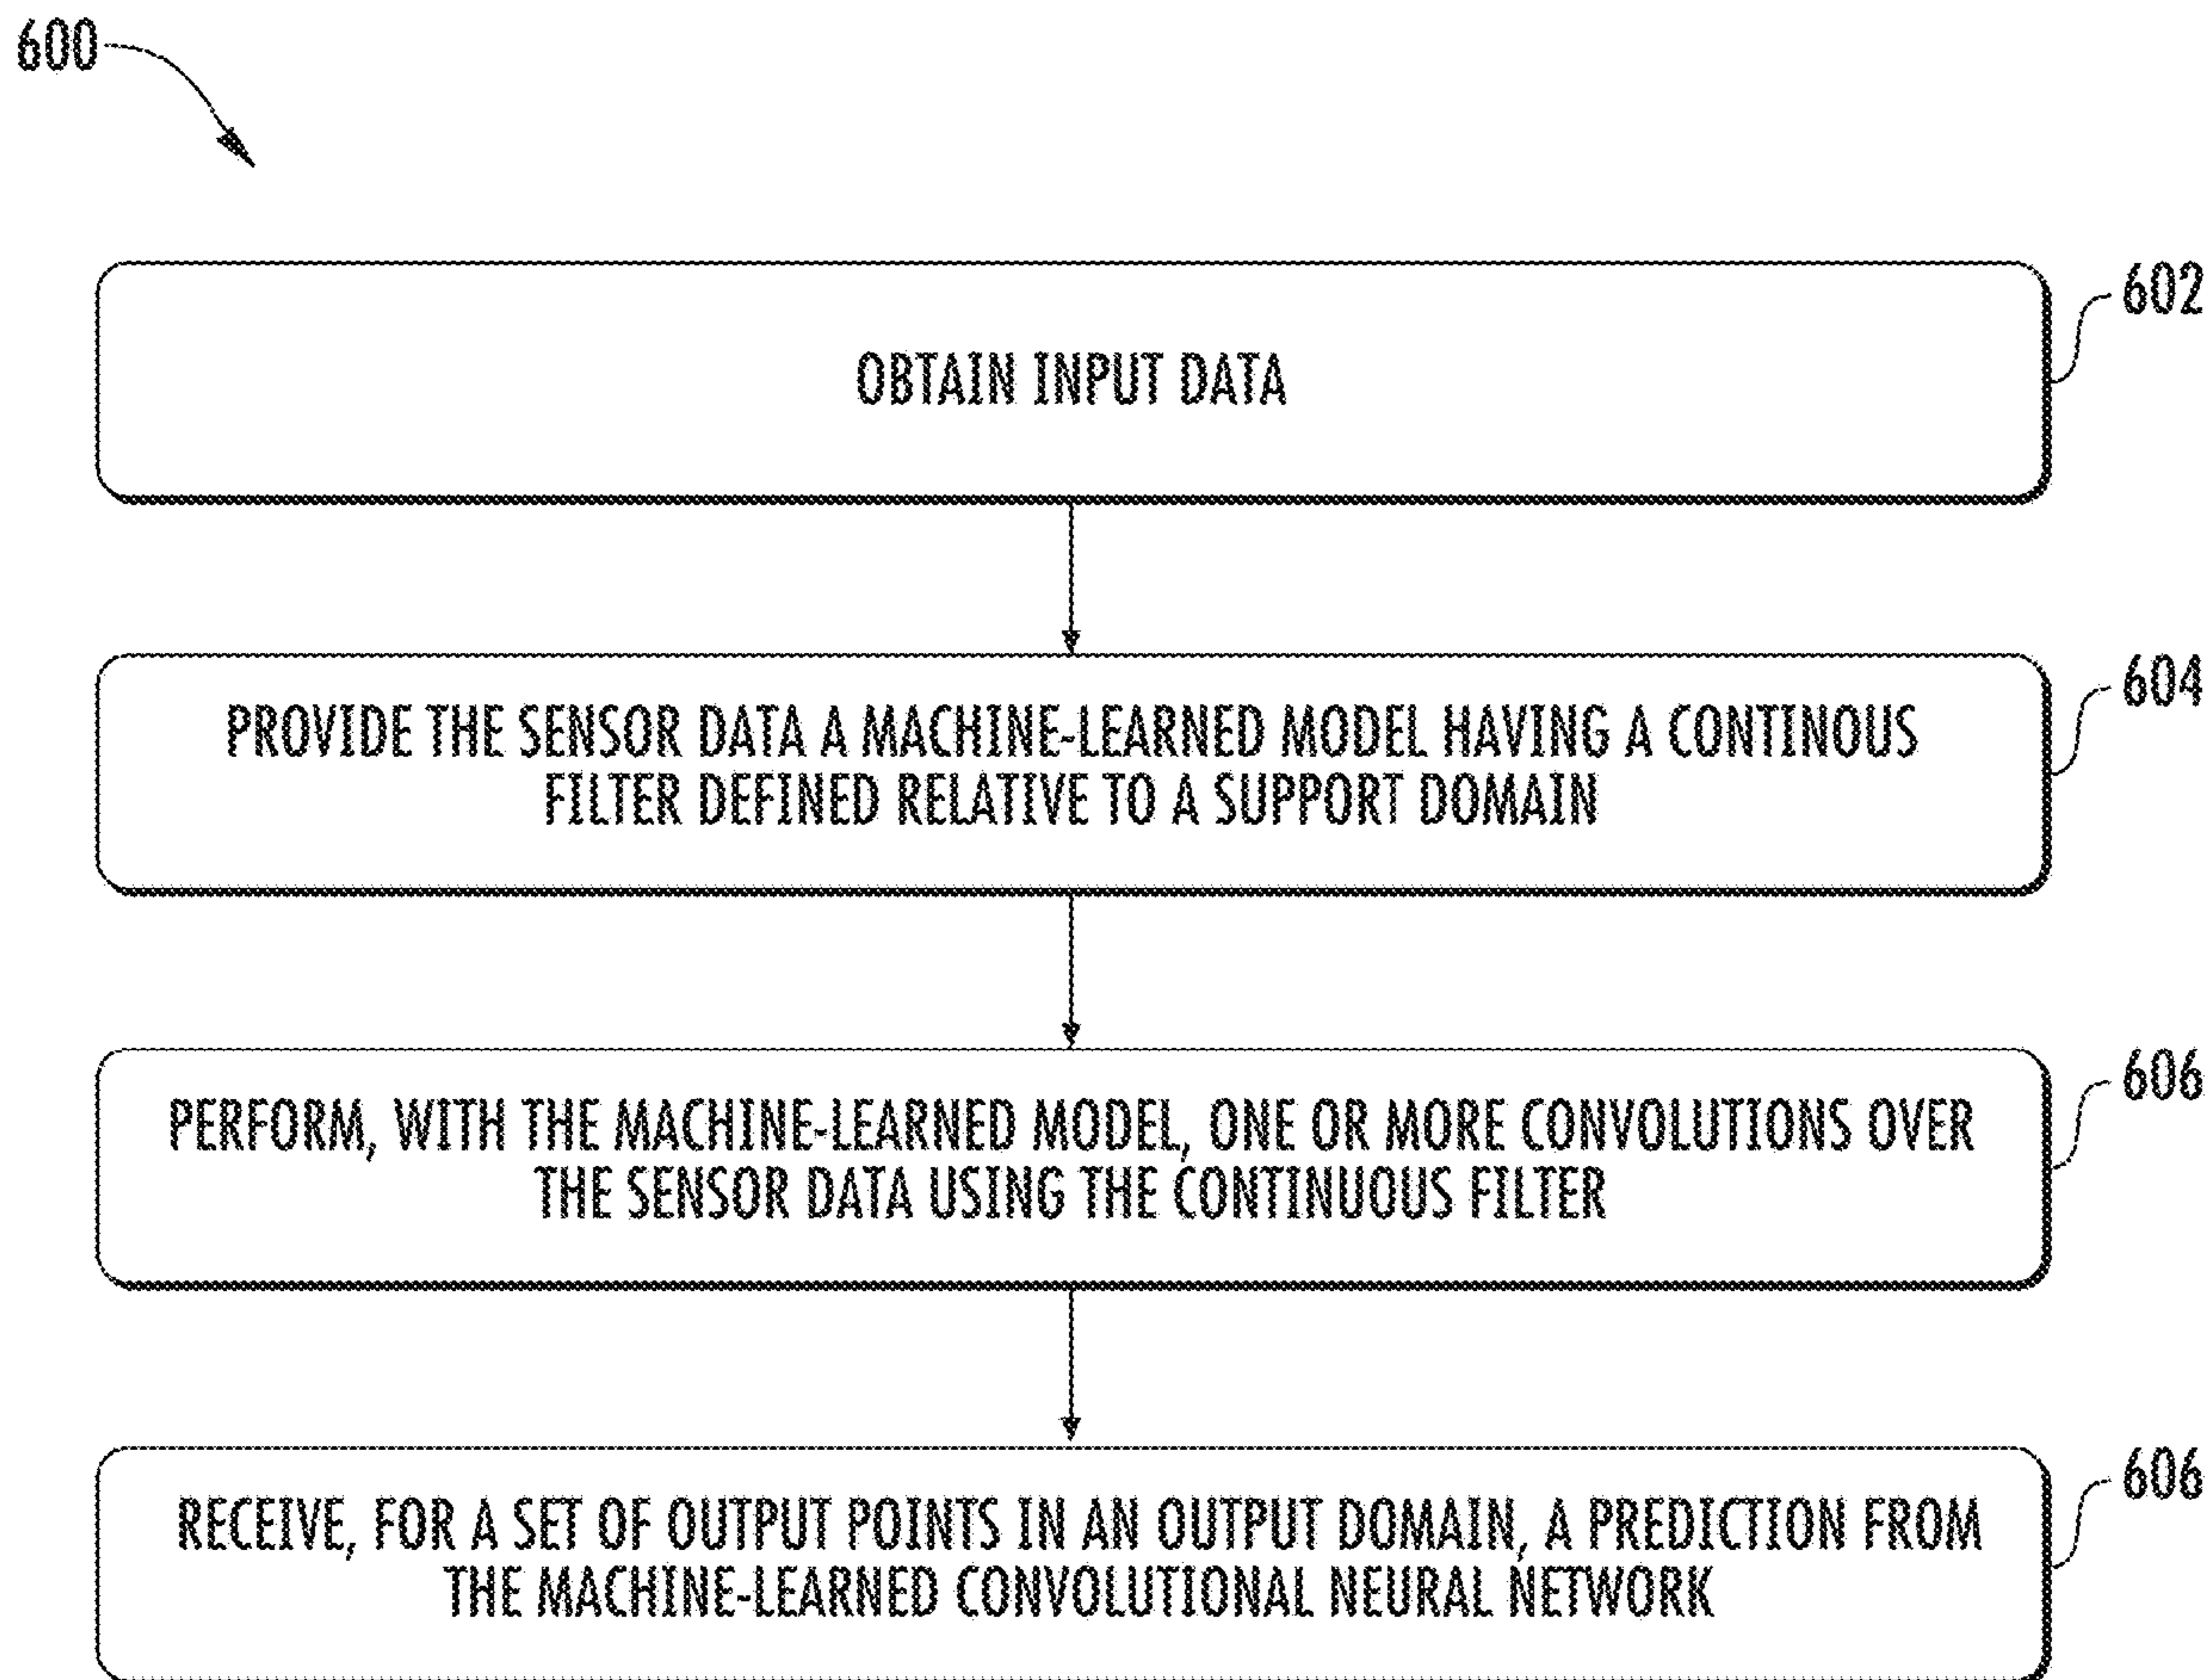 600
602
OBTAIN INPUT DATA
604
PROVIDE THE SENSOR DATA A MACHINE-LEARNED MODEL HAVING A CONTINOUS
FILTER DEFINED RELATIVE TO A SUPPORT DOMAIN
606
PERFORM, WITH THE MACHINE-LEARNED MODEL, ONE OR MORE CONVOLUTIONS OVER
THE SENSOR DATA USING THE CONTINUOUS FILTER
606
RECEIVE, FOR A SET OF OUTPUT POINTS IN AN OUTPUT DOMAIN, A PREDICTION FROM
THE MACHINE-LEARNED CONVOLUTIONAL NEURAL NETWORK